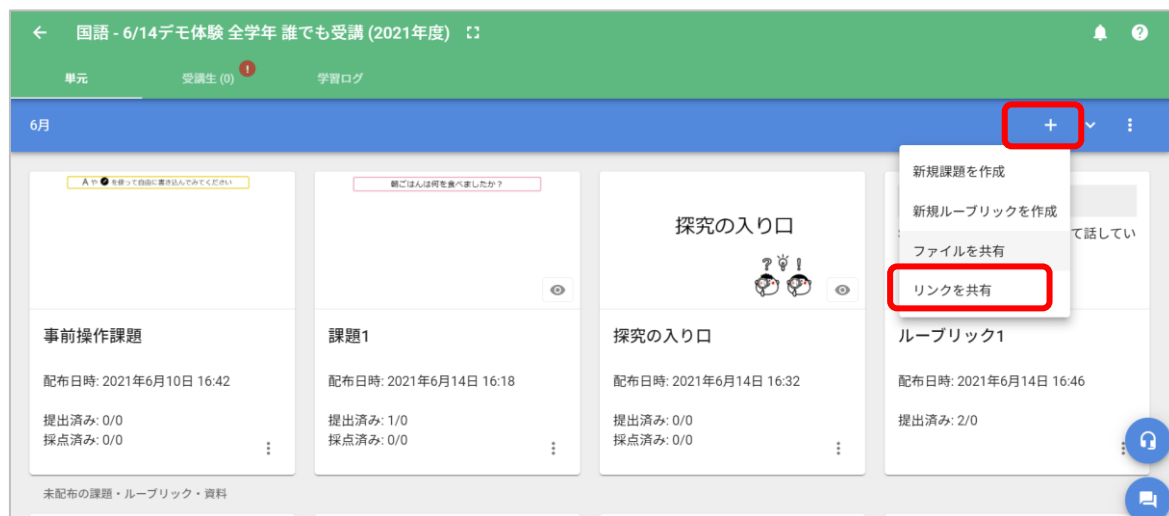 国語 - 6/14デモ体験 全学年 誰でも受講 (2021年度)
単元
受講生 (0)
!
学習ログ
6月
新規課題を作成
新規ルーブリックを作成
ファイルを共有
リンクを共有
A や を使って自由に書き込んでみてください
朝ごはんは何を食べましたか？
探究の入り口
て話してい
事前操作課題
配布日時: 2021年6月10日 16:42
提出済み: 0/0
採点済み: 0/0
課題1
配布日時: 2021年6月14日 16:18
提出済み: 1/0
採点済み: 0/0
探究の入り口
配布日時: 2021年6月14日 16:32
提出済み: 0/0
採点済み: 0/0
ルーブリック1
配布日時: 2021年6月14日 16:46
提出済み: 2/0
未配布の課題・ルーブリック・資料